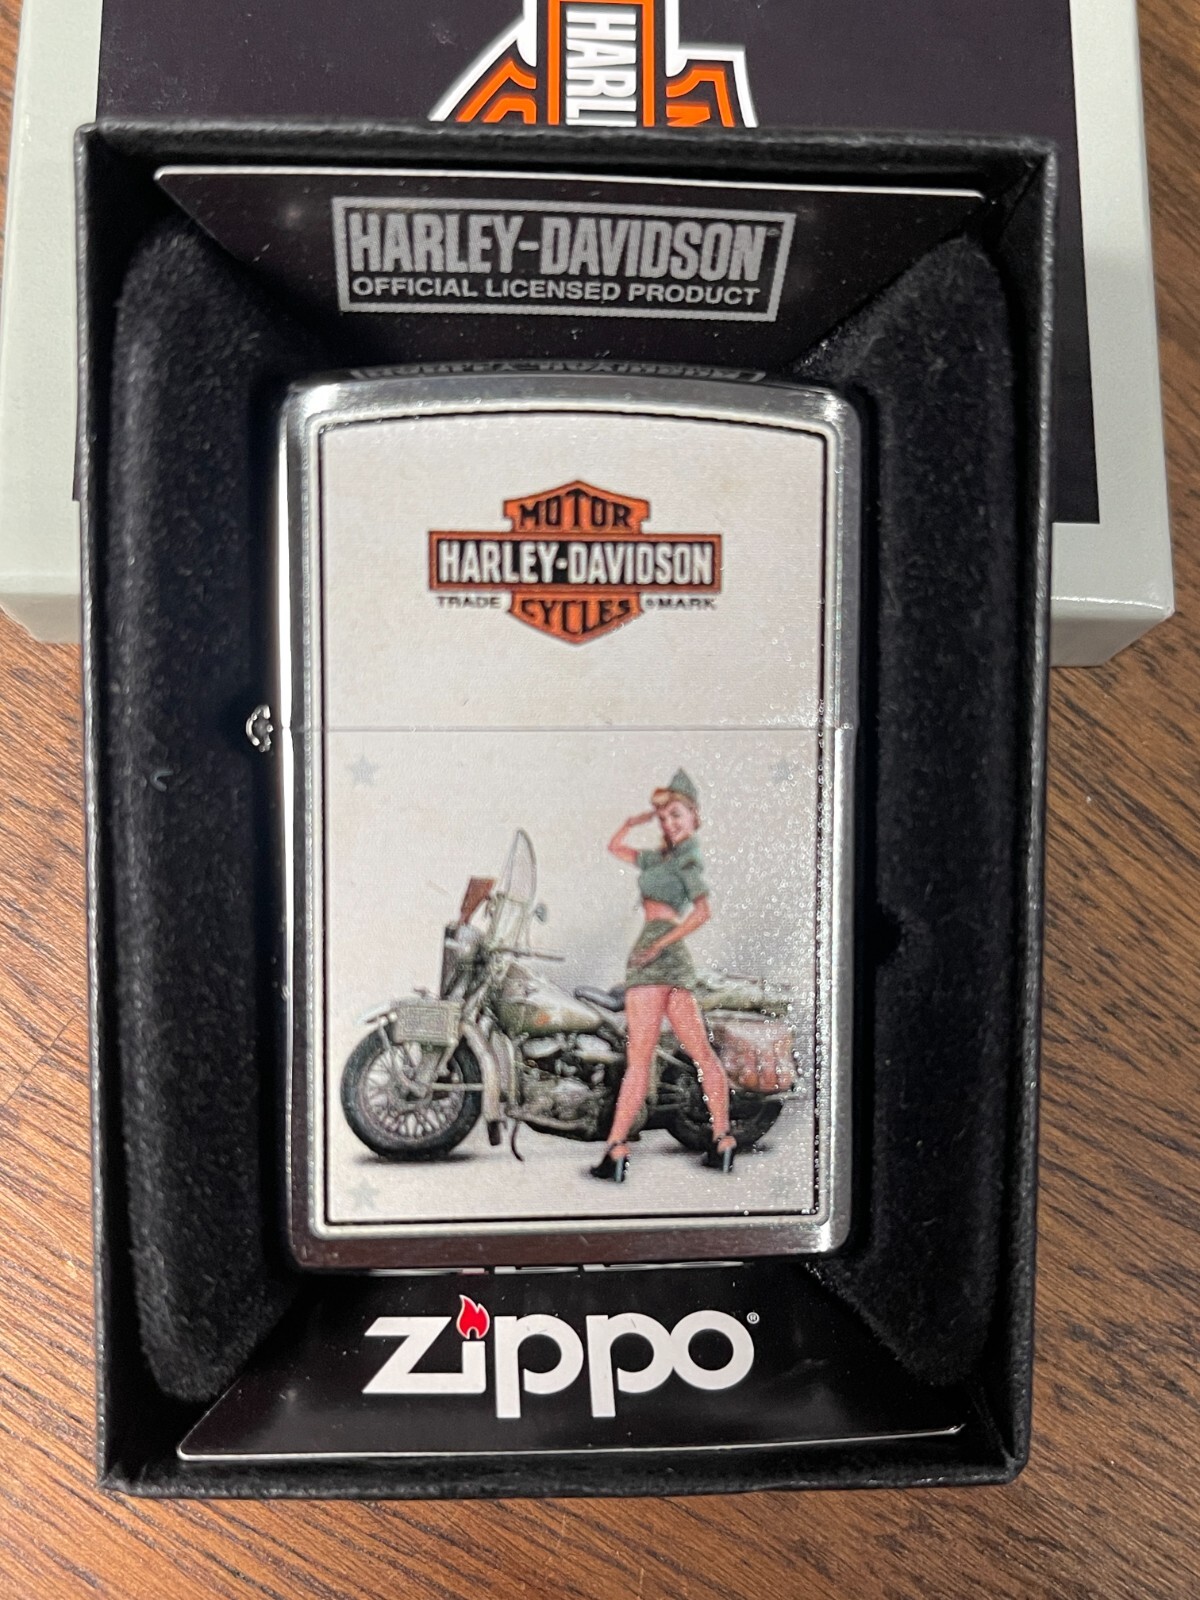 HARLEY-DAVIDSON
OFFICIAL LICENSED PRODUCT
MOTOR
HARLEY-DAVIDSON
TRADE ® MARK
CYCLES
zippo®